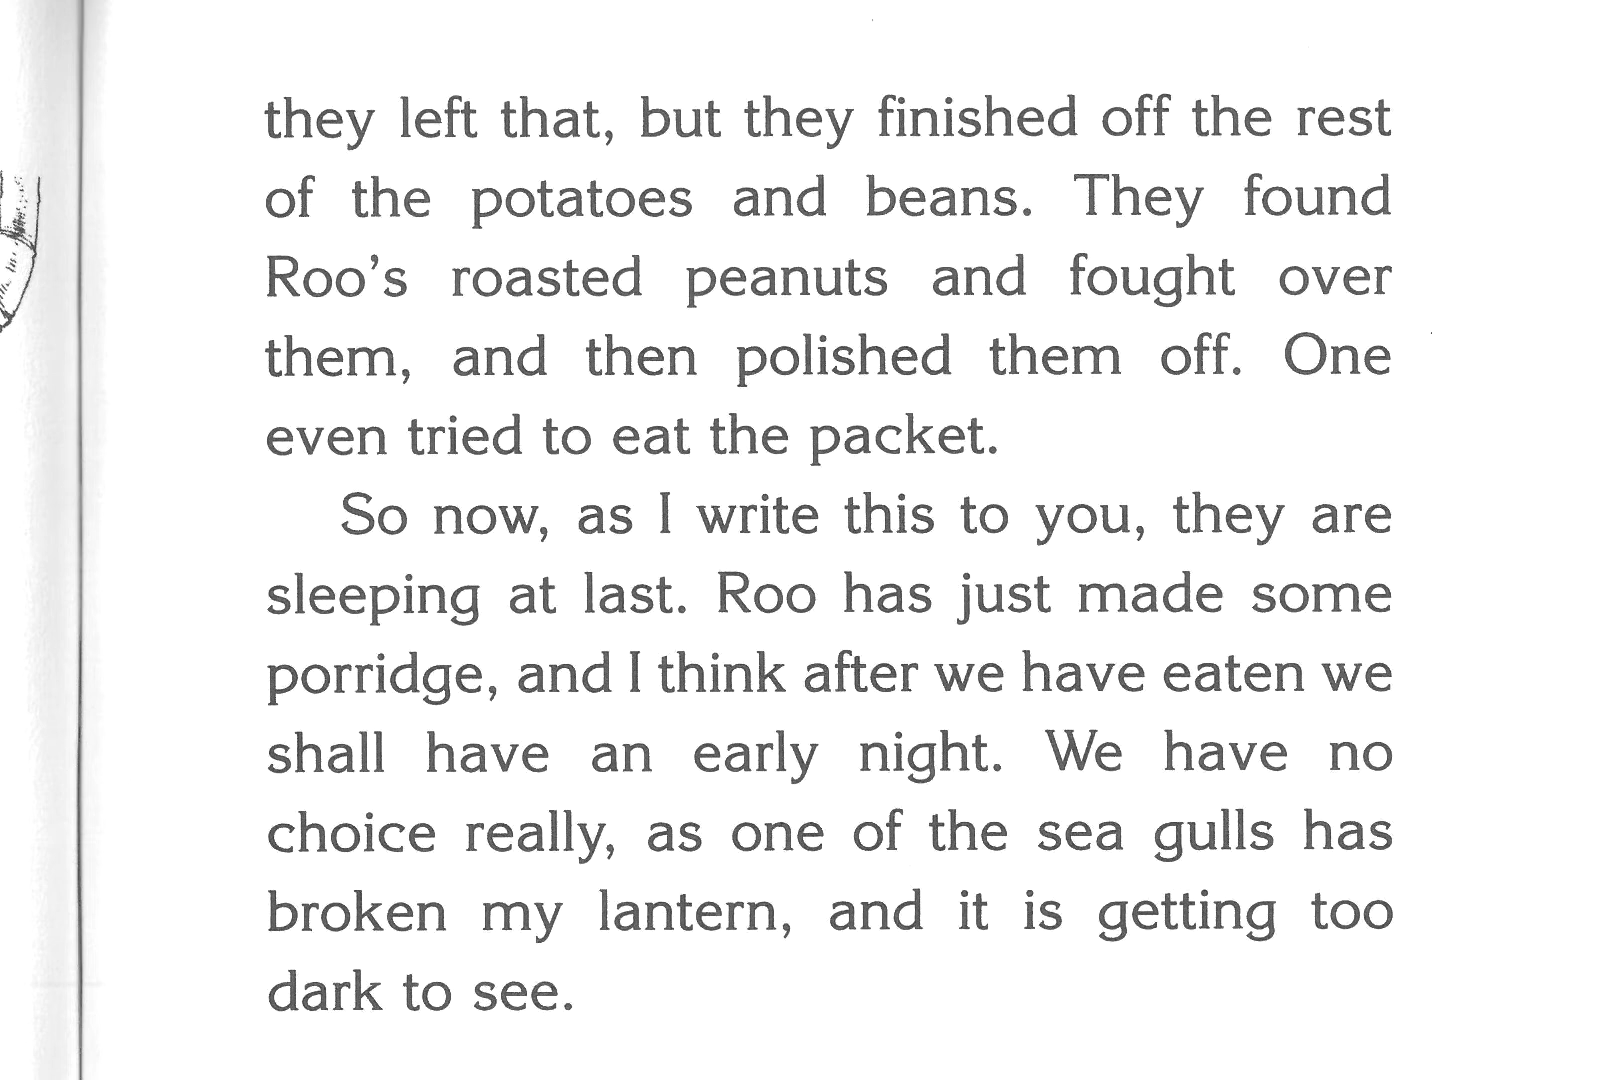 they left that, but they finished off the rest
of the potatoes and beans. They found
Roo’s roasted peanuts and fought over
them, and then polished them off. One
even tried to eat the packet.
So now, as I write this to you, they are
sleeping at last. Roo has just made some
porridge, and I think after we have eaten we
shall have an early night. We have no
choice really, as one of the sea gulls has
broken my lantern, and it is getting too
dark to see.